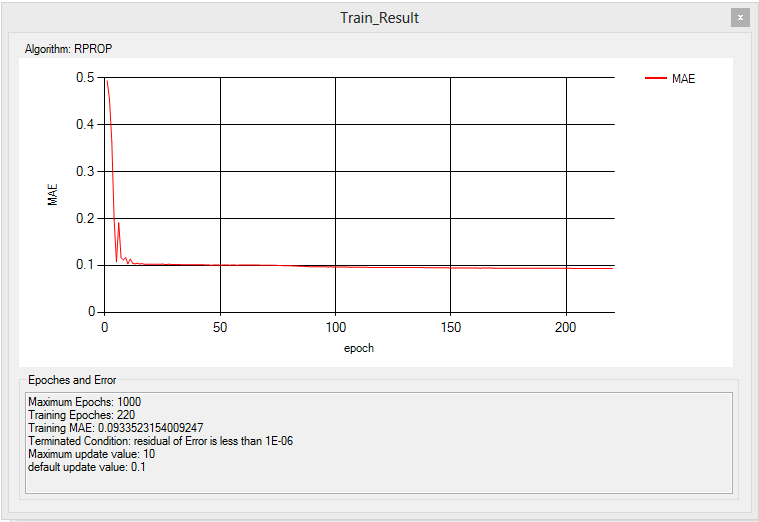 Train_Result
x
Algorithm: RPROP
0.5
0.4
0.3
0.2
0.1
0
MAE
0 50 100 150 200
epoch
MAE
Epoches and Error
Maximum Epochs: 1000
Training Epoches: 220
Training MAE: 0.0933523154009247
Terminated Condition: residual of Error is less than 1E-06
Maximum update value: 10
default update value: 0.1